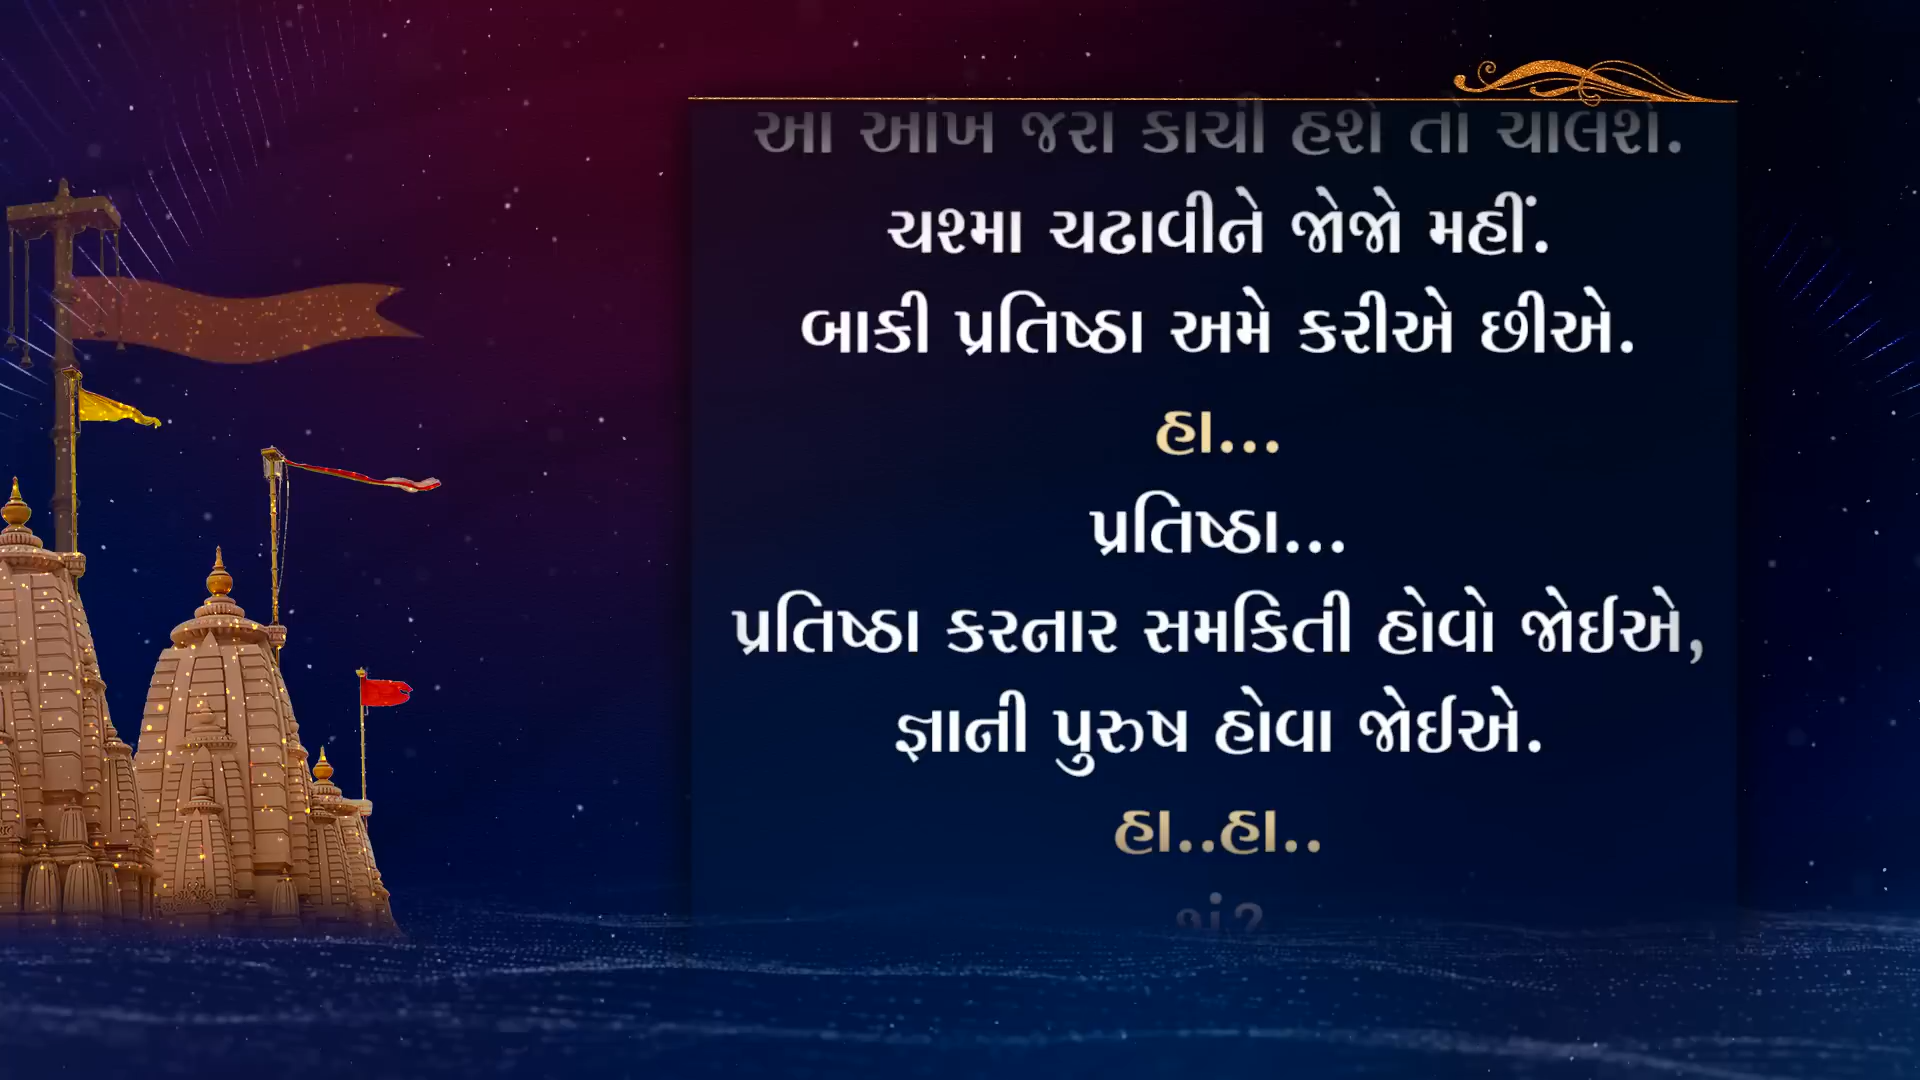 આ આંખ જરા કાચી હશે તો ચાલશે.
ચશ્મા ચઢાવીને જોજો મહીં.
બાકી પ્રતિષ્ઠા અમે કરીએ છીએ.
હા...
પ્રતિષ્ઠા...
પ્રતિષ્ઠા કરનાર સમકિતી હોવો જોઈએ,
જ્ઞાની પુરુષ હોવા જોઈએ.
હા..હા..